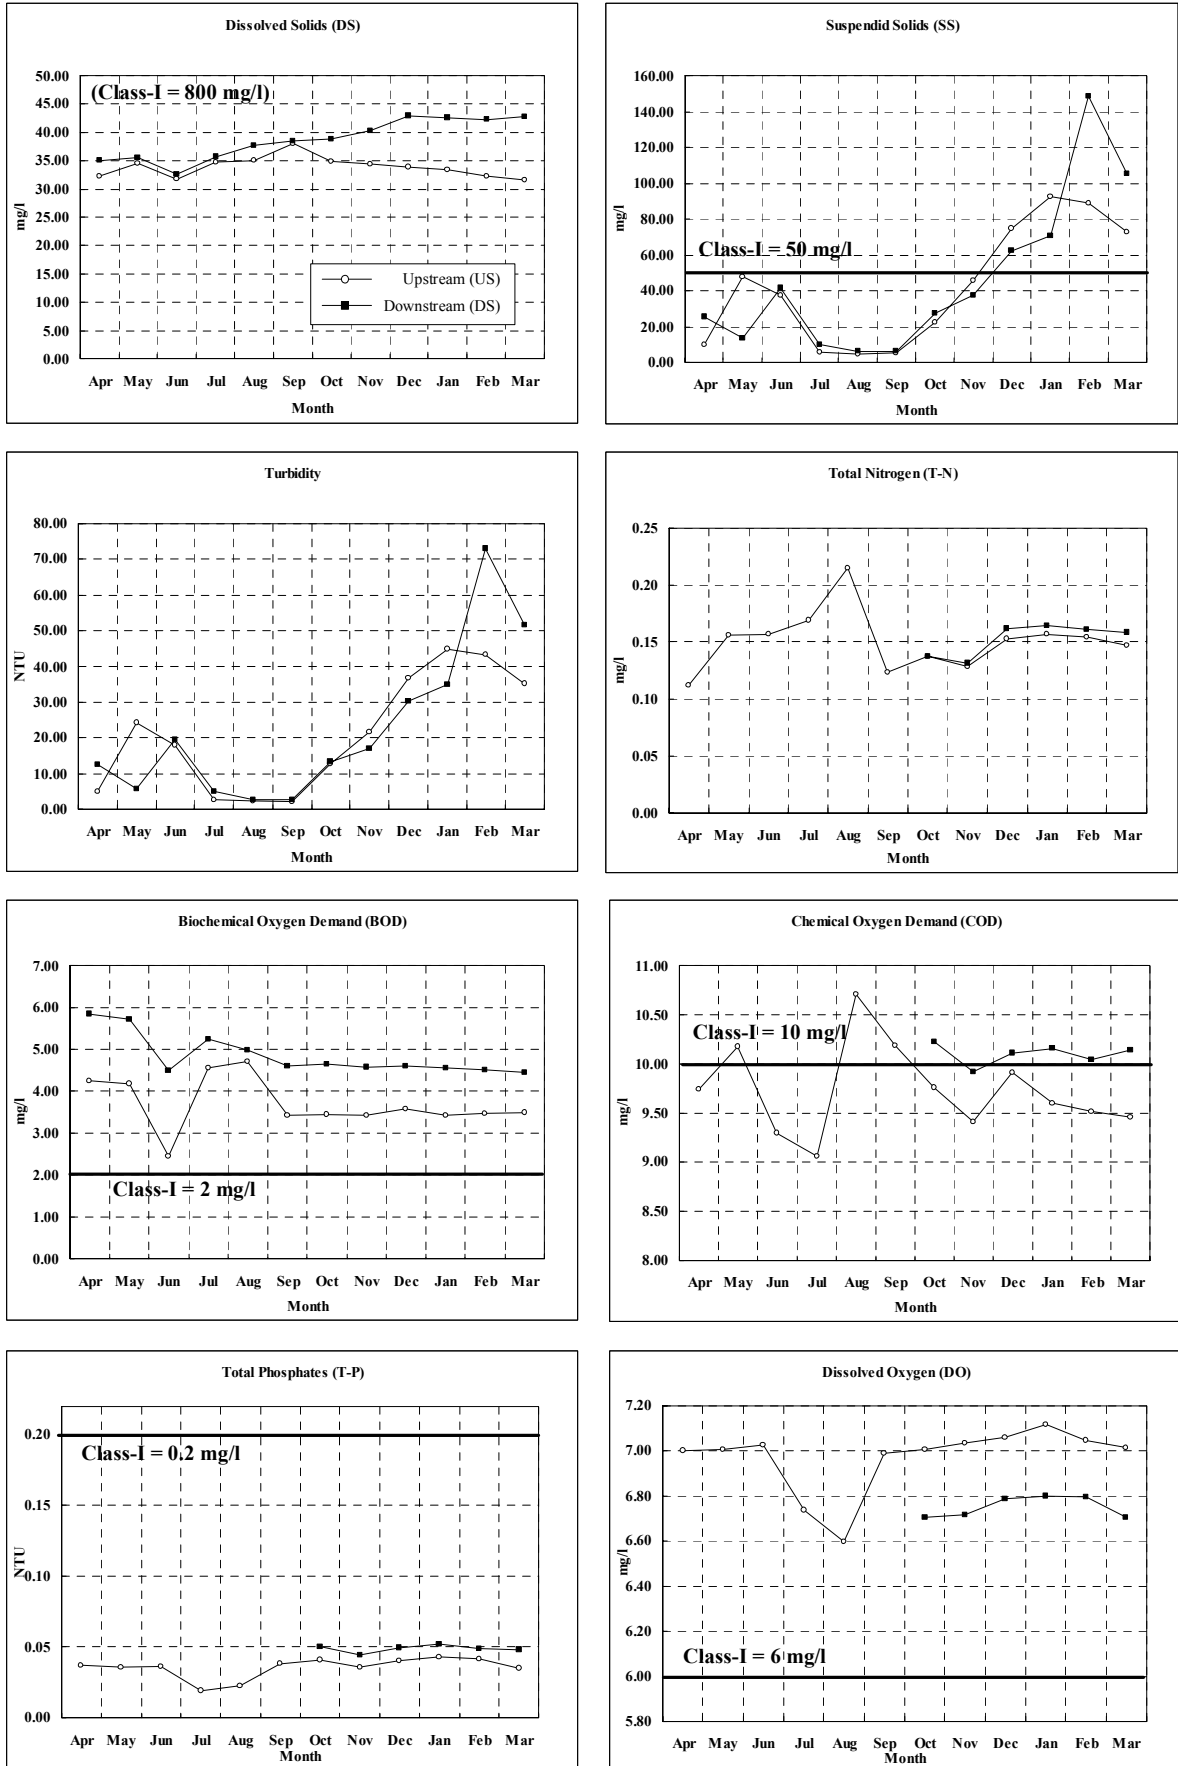 Dissolved Solids (DS)
50.00
45.00
40.00
35.00
30.00
25.00
20.00
15.00
10.00
5.00
0.00
mg/l
(Class-I = 800 mg/l)
Upstream (US)
Downstream (DS)
Apr May Jun Jul Aug Sep Oct Nov Dec Jan Feb Mar
Month
Suspendid Solids (SS)
160.00
140.00
120.00
100.00
80.00
60.00
40.00
20.00
0.00
mg/l
Class-I = 50 mg/l
Apr May Jun Jul Aug Sep Oct Nov Dec Jan Feb Mar
Month
Turbidity
80.00
70.00
60.00
50.00
40.00
30.00
20.00
10.00
0.00
NTU
Apr May Jun Jul Aug Sep Oct Nov Dec Jan Feb Mar
Month
Total Nitrogen (T-N)
0.25
0.20
0.15
0.10
0.05
0.00
mg/l
Apr May Jun Jul Aug Sep Oct Nov Dec Jan Feb Mar
Month
Biochemical Oxygen Demand (BOD)
7.00
6.00
5.00
4.00
3.00
2.00
1.00
0.00
mg/l
Class-I = 2 mg/l
Apr May Jun Jul Aug Sep Oct Nov Dec Jan Feb Mar
Month
Chemical Oxygen Demand (COD)
11.00
10.50
10.00
9.50
9.00
8.50
8.00
mg/l
Class-I = 10 mg/l
Apr May Jun Jul Aug Sep Oct Nov Dec Jan Feb Mar
Month
Total Phosphates (T-P)
0.20
0.15
0.10
0.05
0.00
NTU
Class-I = 0.2 mg/l
Apr May Jun Jul Aug Sep Oct Nov Dec Jan Feb Mar
Month
Dissolved Oxygen (DO)
7.20
7.00
6.80
6.60
6.40
6.20
6.00
5.80
mg/l
Class-I = 6 mg/l
Apr May Jun Jul Aug Sep Oct Nov Dec Jan Feb Mar
Month